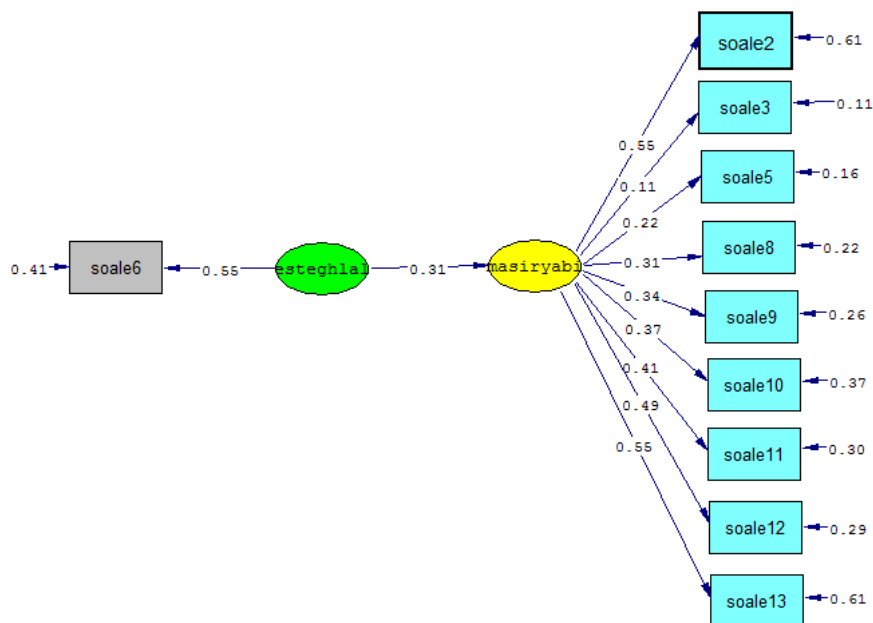 soale2
0.61
soale3
0.11
0.55
soale5
0.16
0.11
0.22
0.41
soale6
0.55
esteghlal
0.31
masiryabi
0.31
soale8
0.22
0.34
soale9
0.26
0.37
0.41
soale10
0.37
0.49
0.55
soale11
0.30
soale12
0.29
soale13
0.61